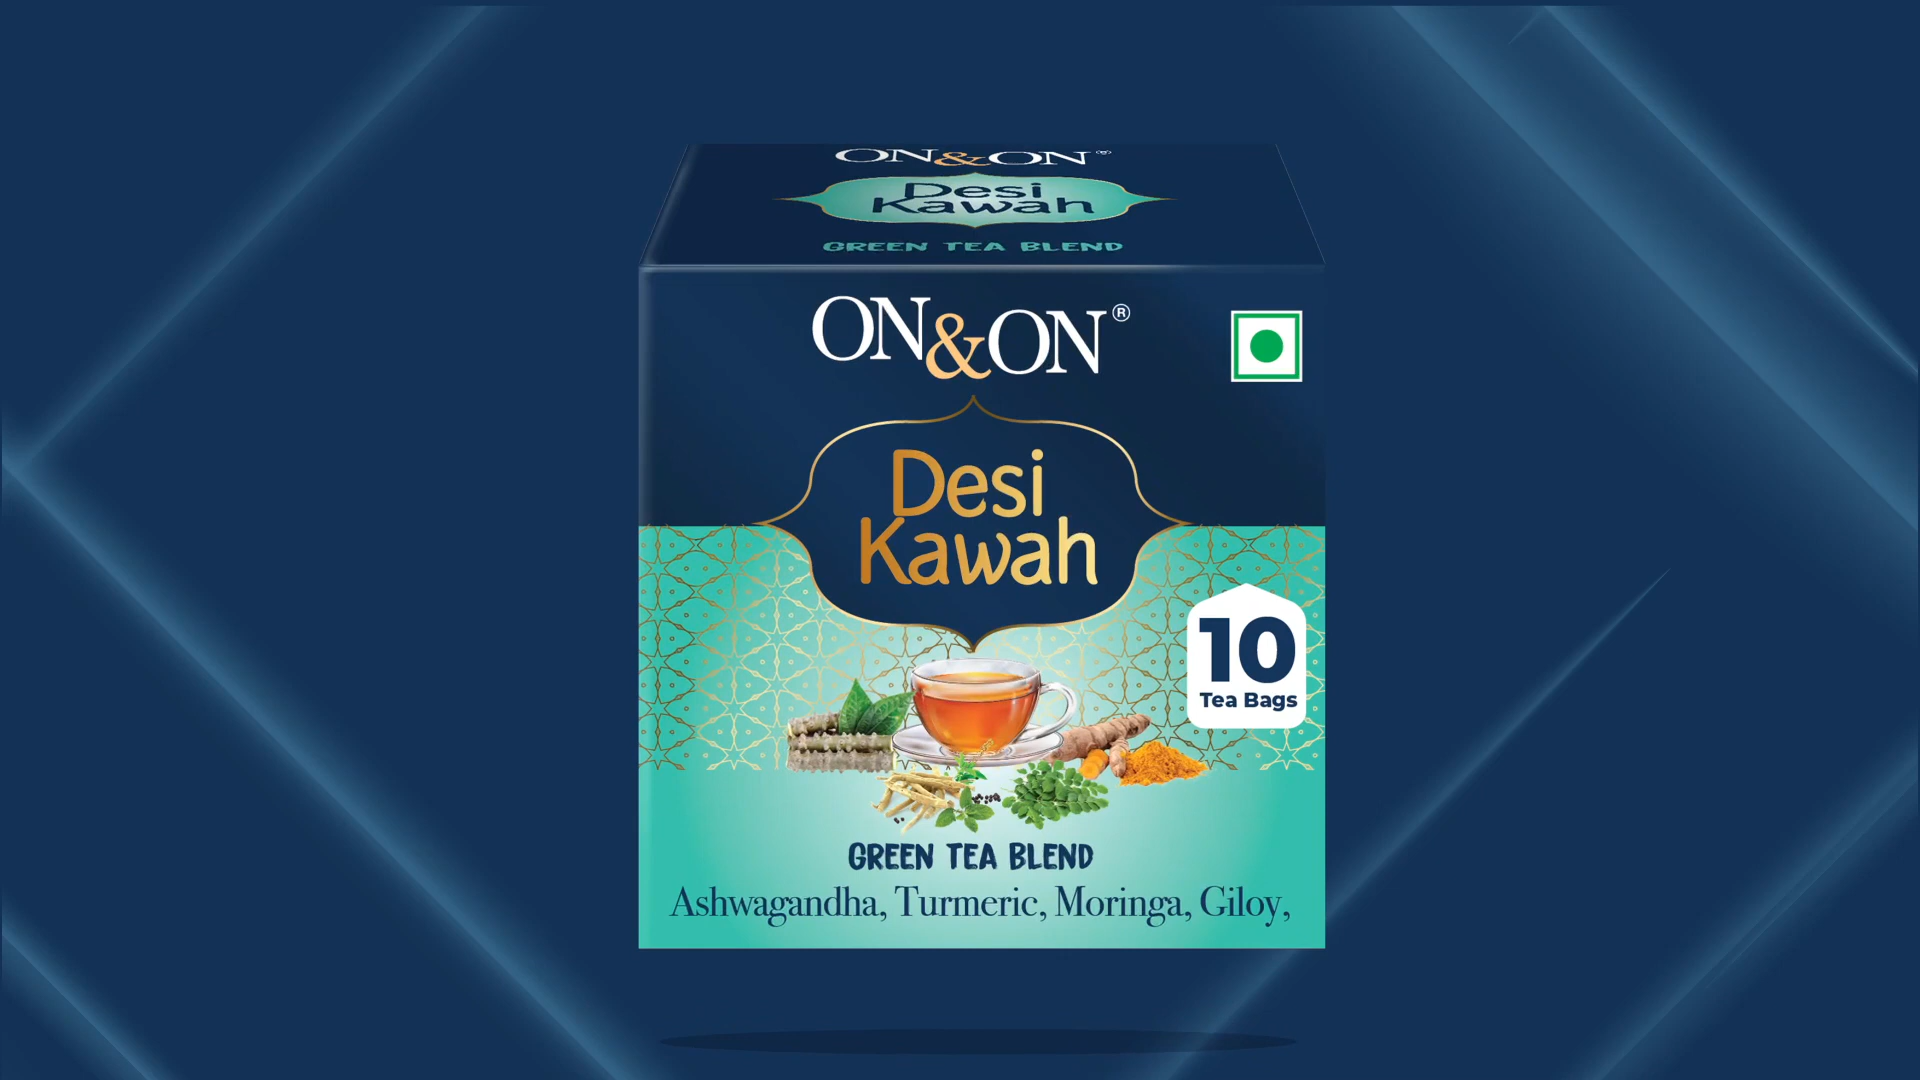 ON&ON®
Desi
Kawah
GREEN TEA BLEND
ON&ON®
Desi
Kawah
10
Tea Bags
GREEN TEA BLEND
Ashwagandha, Turmeric, Moringa, Giloy,